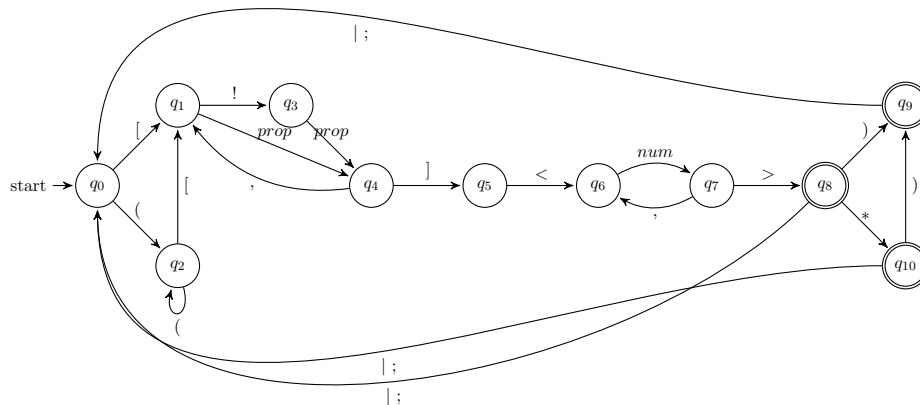 | ;
q1
!
q3
[
prop
prop
q9
start
q0
,
]
q4
q5
<
q6
num
q7
,
>
q8
)
(
[
*
)
q2
(
q10
| ;
| ;